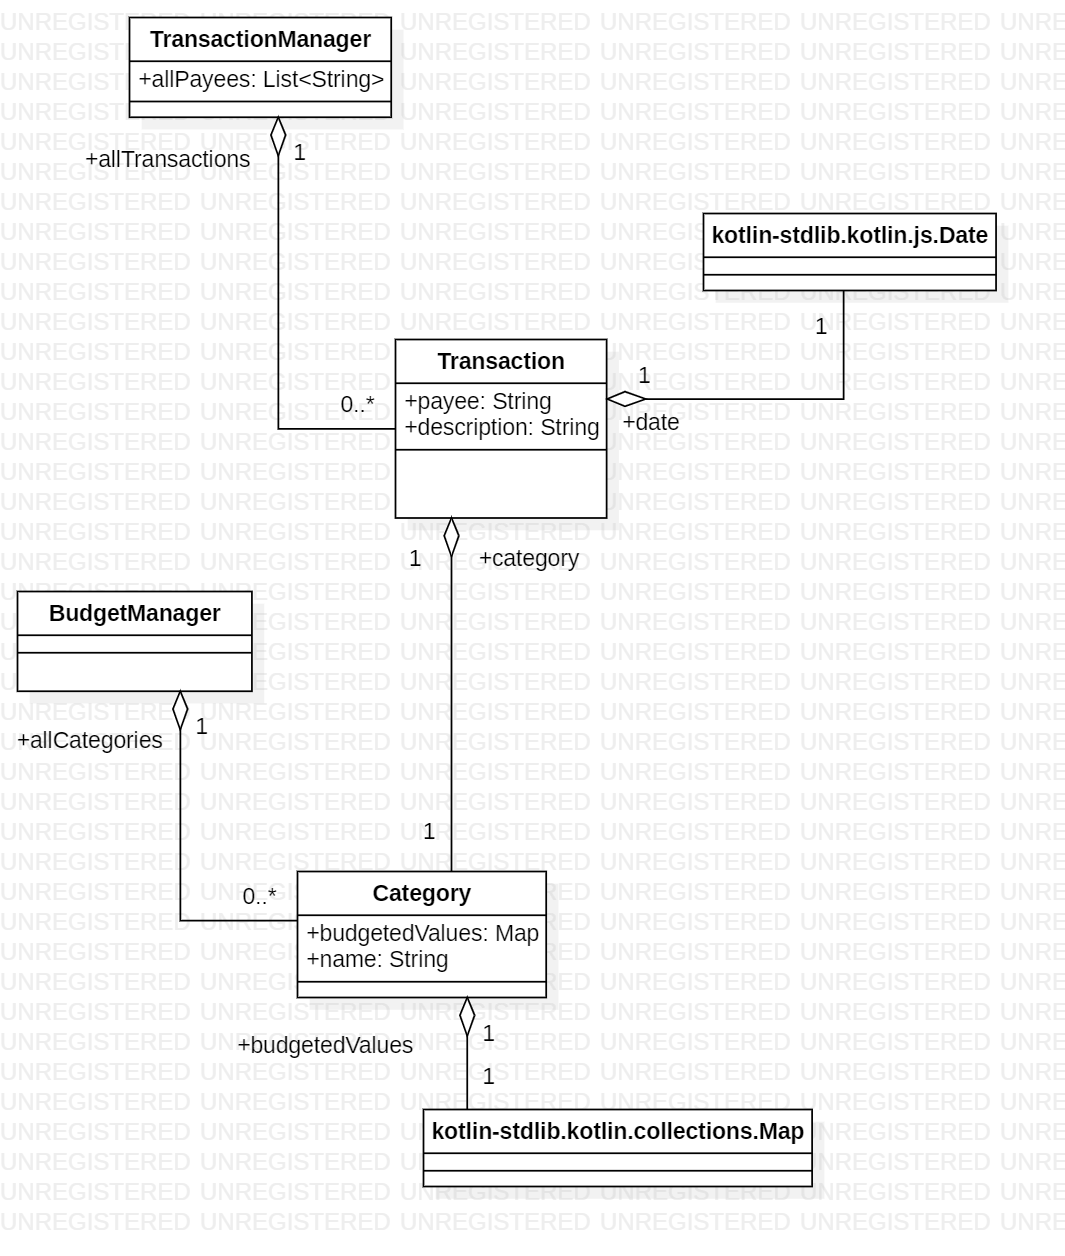 TransactionManager
+allPayees: List<String>
+allTransactions
1
kotlin-stdlib.kotlin.js.Date
1
Transaction
1
0..*
+payee: String
+description: String
+date
1
+category
BudgetManager
1
+allCategories
1
Category
0..*
+budgetedValues: Map
+name: String
1
+budgetedValues
1
kotlin-stdlib.kotlin.collections.Map
UNREGISTERED